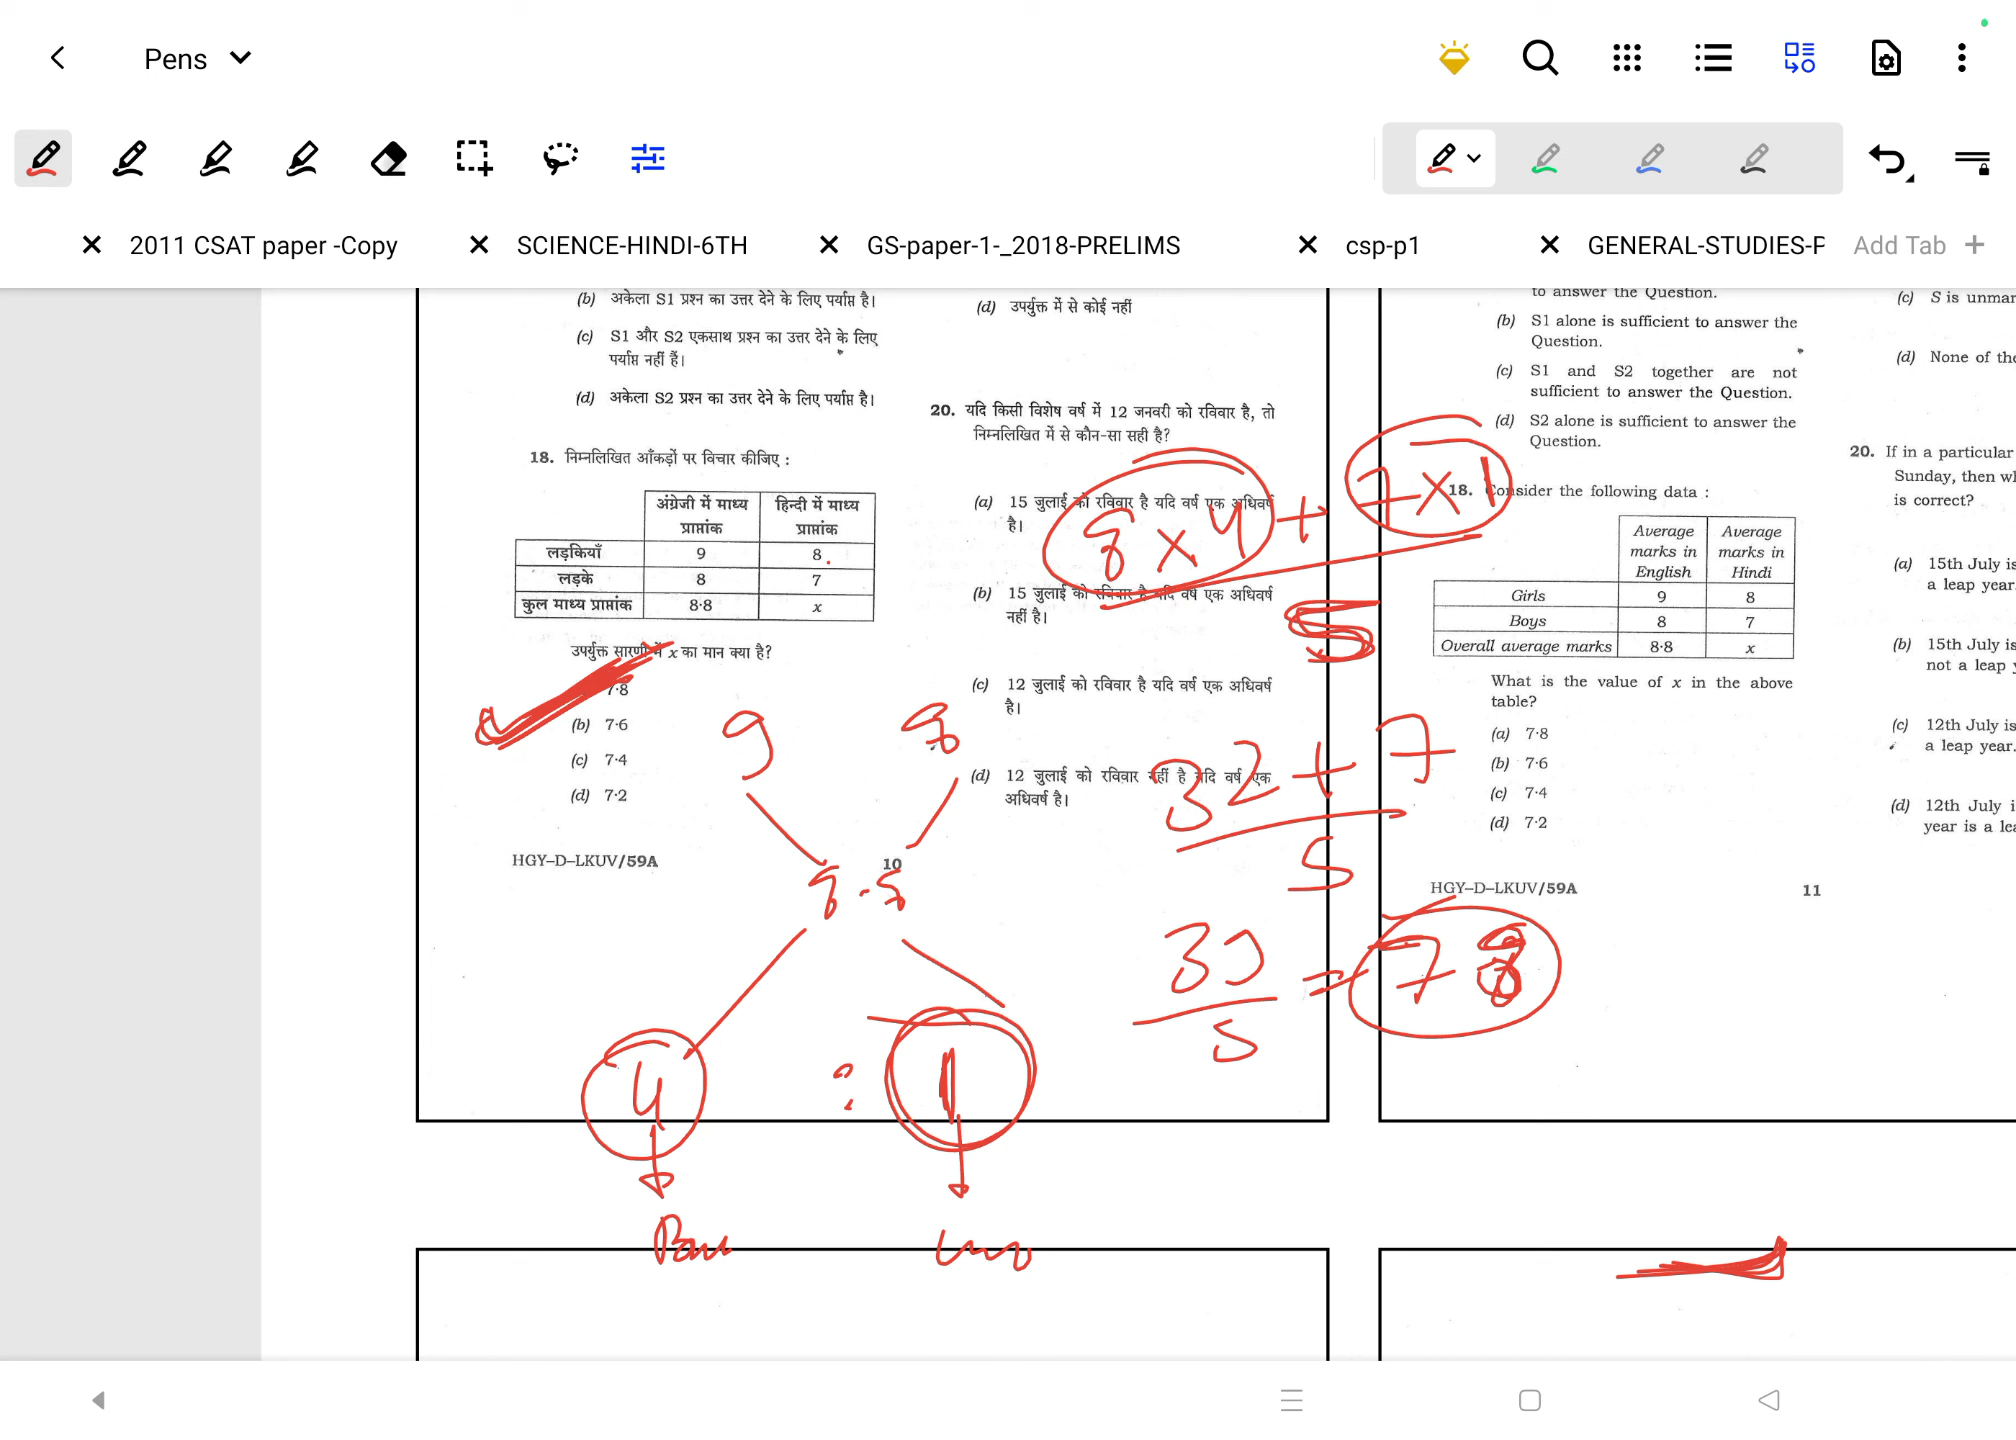 Pens
2011 CSAT paper -Copy
SCIENCE-HINDI-6TH
GS-paper-1-_2018-PRELIMS
csp-p1
GENERAL-STUDIES-P
Add Tab +
(b) अकेला S1 प्रश्न का उत्तर देने के लिए पर्याप्त है।
(c) S1 और S2 एकसाथ प्रश्न का उत्तर देने के लिए
पर्याप्त नहीं हैं।
(d) अकेला S2 प्रश्न का उत्तर देने के लिए पर्याप्त है।
18. निम्नलिखित आँकड़ों पर विचार कीजिए :
अंग्रेजी में माध्य प्राप्तांक
हिन्दी में माध्य प्राप्तांक
लड़कियाँ 9 8
लड़के 8 7
कुल माध्य प्राप्तांक 8·8 x
उपर्युक्त सारणी में x का मान क्या है?
7·8
(b) 7·6
(c) 7·4
(d) 7·2
HGY–D–LKUV/59A
10
(d) उपर्युक्त में से कोई नहीं
20. यदि किसी विशेष वर्ष में 12 जनवरी को रविवार है, तो
निम्नलिखित में से कौन-सा सही है?
(a) 15 जुलाई को रविवार है यदि वर्ष एक अधिवर्ष
है।
(b) 15 जुलाई को रविवार है यदि वर्ष एक अधिवर्ष
नहीं है।
(c) 12 जुलाई को रविवार है यदि वर्ष एक अधिवर्ष
है।
(d) 12 जुलाई को रविवार नहीं है यदि वर्ष एक
अधिवर्ष है।
9 8
8.8
4 : 1
8 x 4 + 7 x 1
5
32 + 7
5
39
5
= 7 8
to answer the Question.
(b) S1 alone is sufficient to answer the
Question.
(c) S1 and S2 together are not
sufficient to answer the Question.
(d) S2 alone is sufficient to answer the
Question.
18. Consider the following data :
Average marks in English
Average marks in Hindi
Girls 9 8
Boys 8 7
Overall average marks 8·8 x
What is the value of x in the above
table?
(a) 7·8
(b) 7·6
(c) 7·4
(d) 7·2
HGY–D–LKUV/59A
11
(c) S is unmar
(d) None of the
20. If in a particular
Sunday, then wh
is correct?
(a) 15th July is
a leap year.
(b) 15th July is
not a leap y
(c) 12th July is
a leap year.
(d) 12th July i
year is a lea